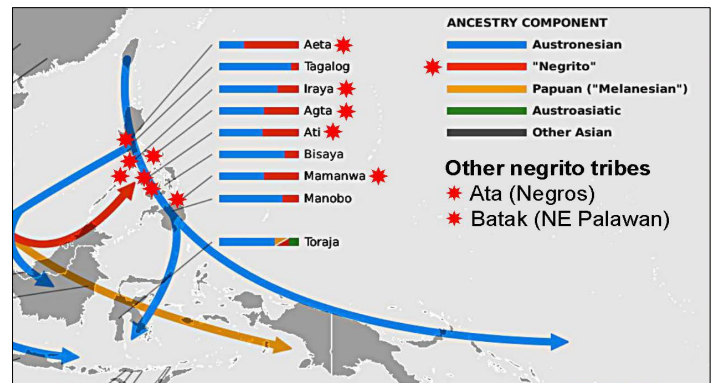 Aeta
Tagalog
Iraya
Agta
Ati
Bisaya
Mamanwa
Manobo
Toraja
ANCESTRY COMPONENT
Austronesian
"Negrito"
Papuan ("Melanesian")
Austroasiatic
Other Asian
Other negrito tribes
Ata (Negros)
Batak (NE Palawan)